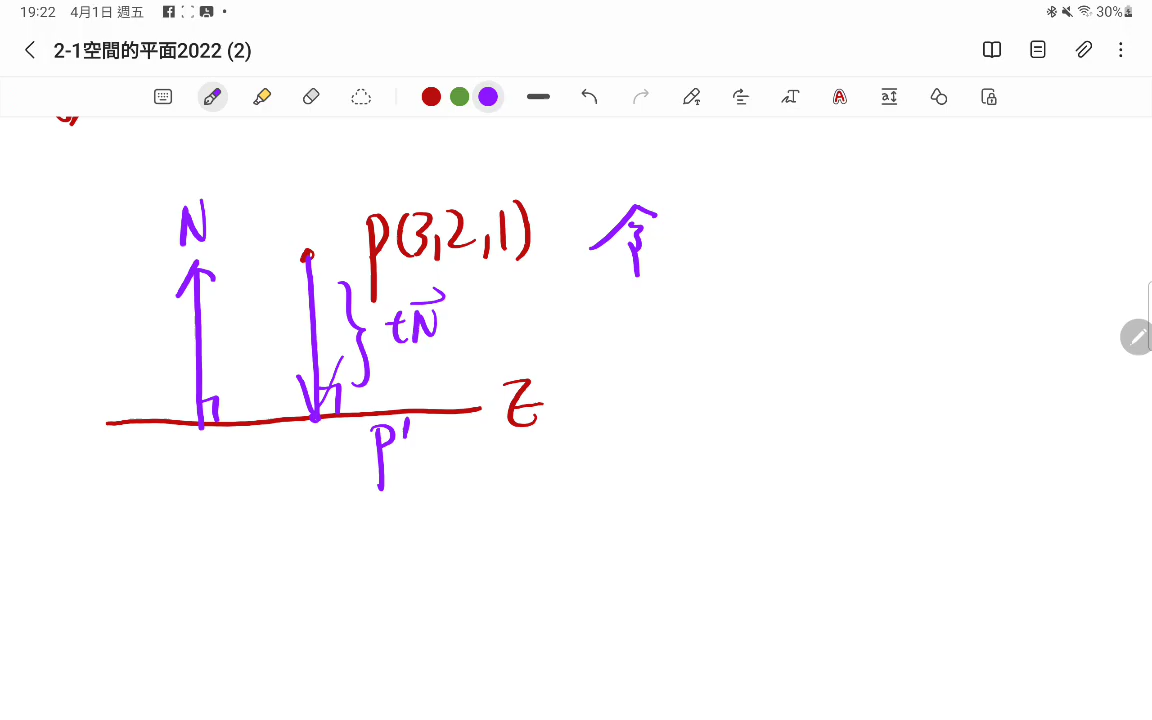 19:22 4月1日 週五 30%
2-1空間的平面2022 (2)
N P(3,2,1) 令
tN
E
P'